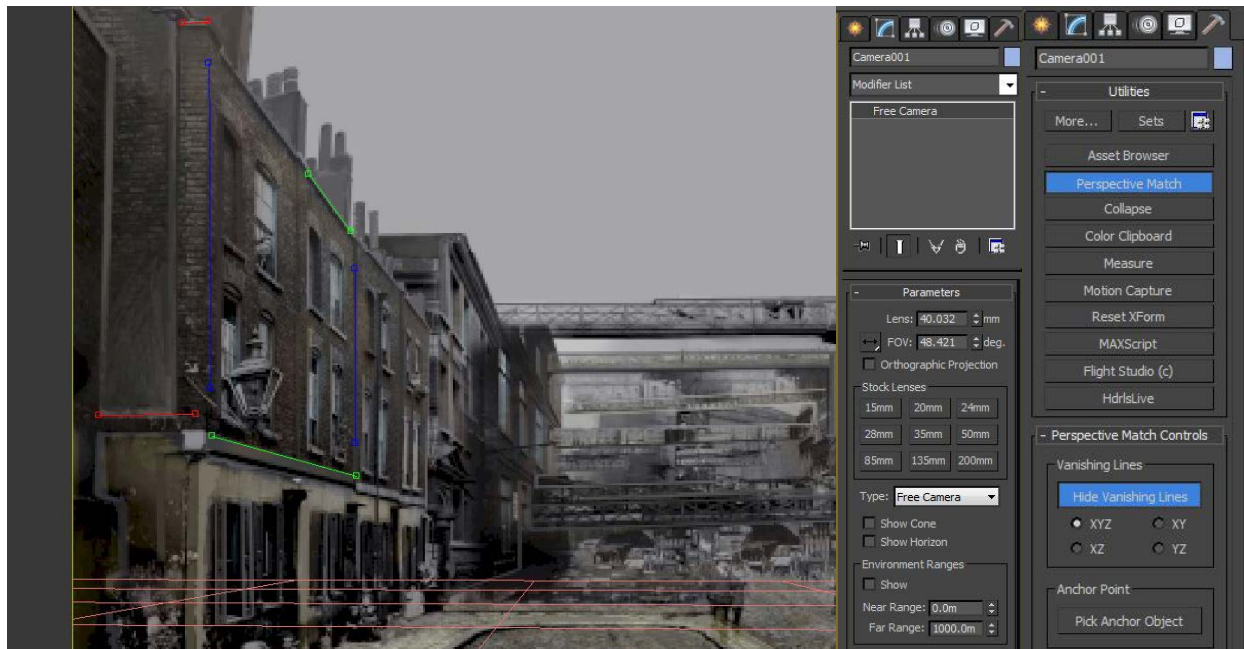 Camera001
Modifier List
Free Camera
- Parameters
Lens: 40.032 mm
FOV: 48.421 deg.
Orthographic Projection
Stock Lenses
15mm 20mm 24mm
28mm 35mm 50mm
85mm 135mm 200mm
Type: Free Camera
Show Cone
Show Horizon
Environment Ranges
Show
Near Range: 0.0m
Far Range: 1000.0m
Camera001
- Utilities
More... Sets
Asset Browser
Perspective Match
Collapse
Color Clipboard
Measure
Motion Capture
Reset XForm
MAXScript
Flight Studio (c)
HdrIsLive
- Perspective Match Controls
Vanishing Lines
Hide Vanishing Lines
XYZ XY
XZ YZ
Anchor Point
Pick Anchor Object